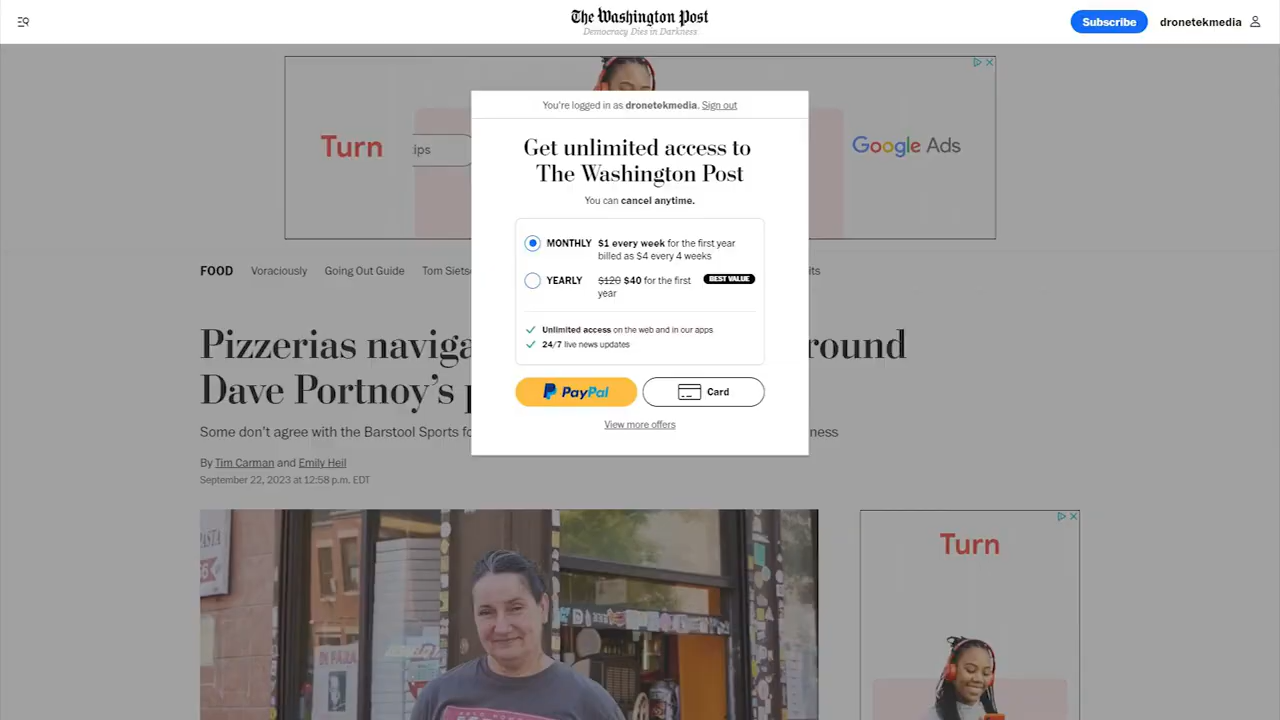 The Washington Post
Democracy Dies in Darkness
Subscribe
dronetekmedia
Turn
tips
Google Ads
You're logged in as dronetekmedia. Sign out
Get unlimited access to
The Washington Post
You can cancel anytime.
MONTHLY $1 every week for the first year
billed as $4 every 4 weeks
YEARLY $120 $40 for the first
year
BEST VALUE
Unlimited access on the web and in our apps
24/7 live news updates
PayPal
Card
View more offers
FOOD Voraciously Going Out Guide Tom Siets
Pizzerias naviga round
Dave Portnoy's p
Some don't agree with the Barstool Sports fo ness
By Tim Carman and Emily Heil
September 22, 2023 at 12:58 p.m. EDT
PASTA
Turn